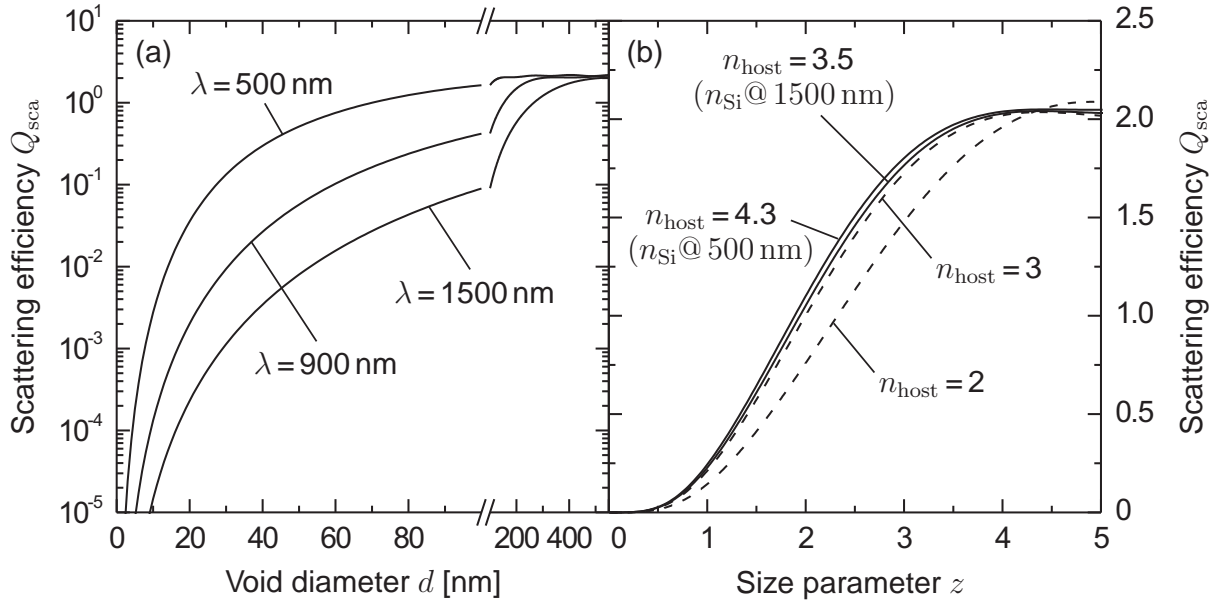 (a)
λ = 500 nm
λ = 900 nm
λ = 1500 nm
Scattering efficiency Q_sca
10^1
10^0
10^-1
10^-2
10^-3
10^-4
10^-5
0 20 40 60 80 200 400
Void diameter d [nm]
(b)
n_host = 3.5
(n_Si@ 1500 nm)
n_host = 4.3
(n_Si@ 500 nm)
n_host = 3
n_host = 2
0 1 2 3 4 5
Size parameter z
2.5
2.0
1.5
1.0
0.5
0
Scattering efficiency Q_sca